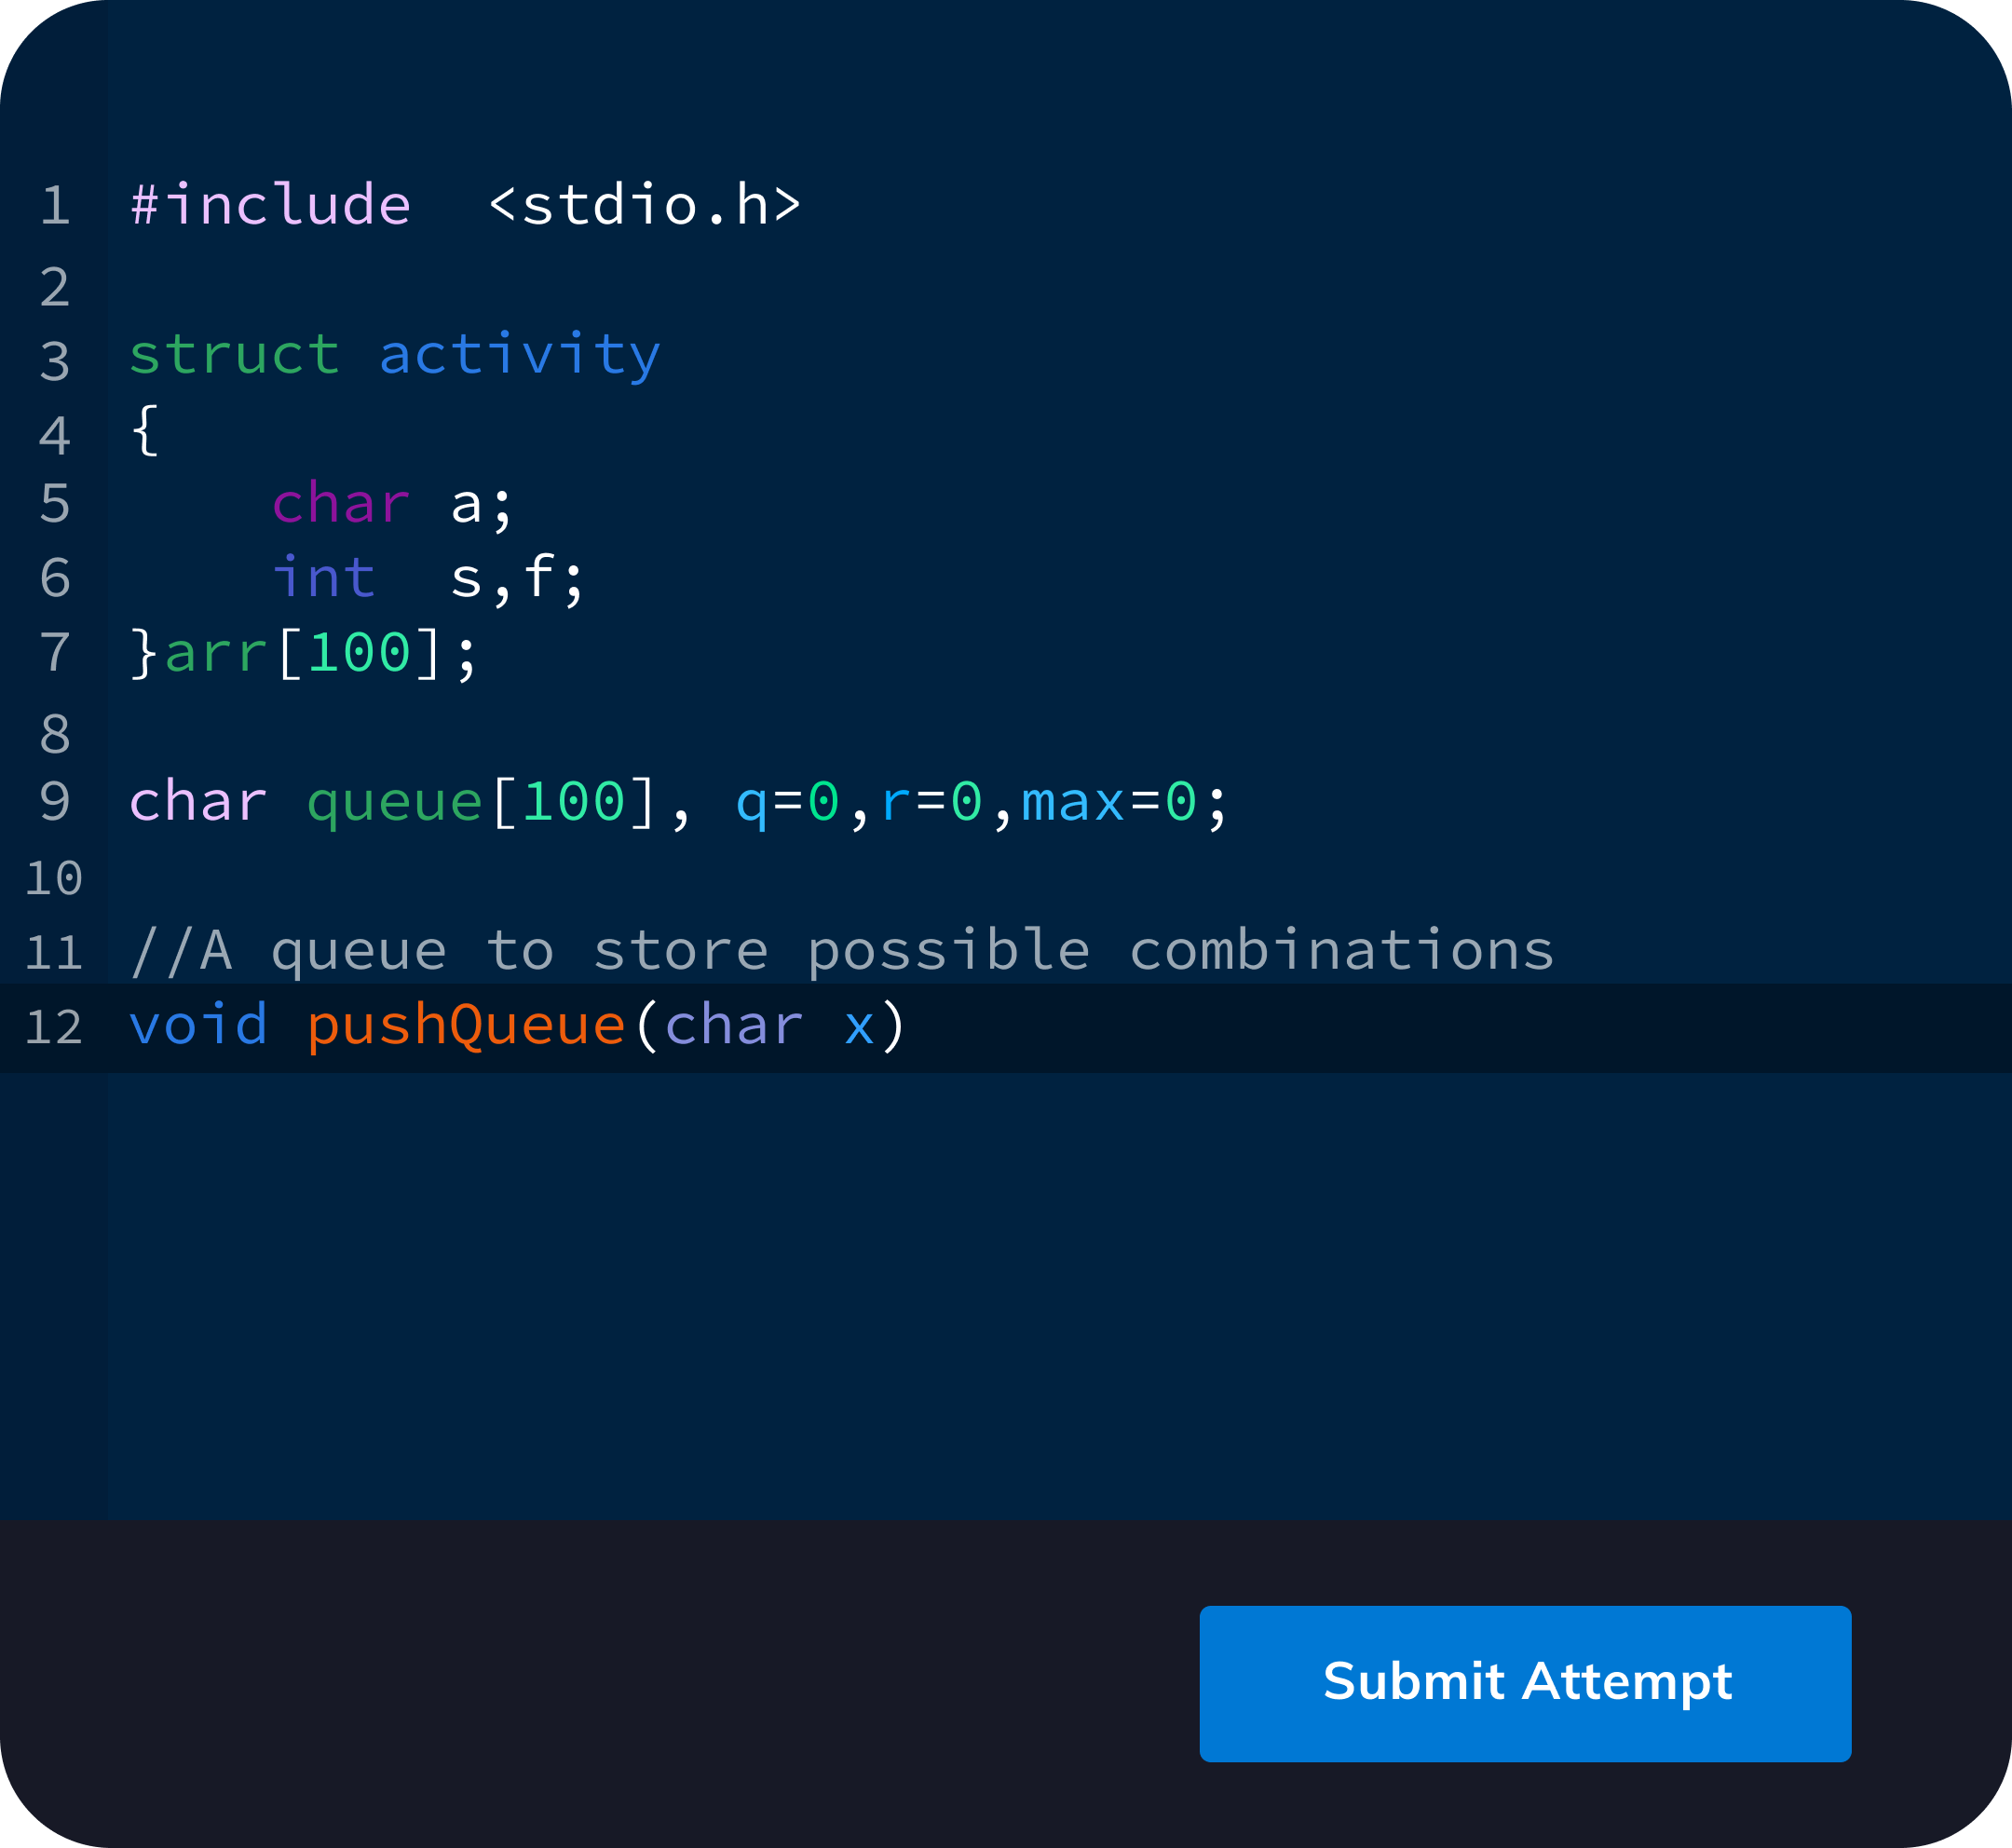 1 #include  <stdio.h>
2
3 struct activity
4 {
5     char a;
6     int  s,f;
7 }arr[100];
8
9 char queue[100], q=0,r=0,max=0;
10
11 //A queue to store possible combinations
12 void pushQueue(char x)
Submit Attempt